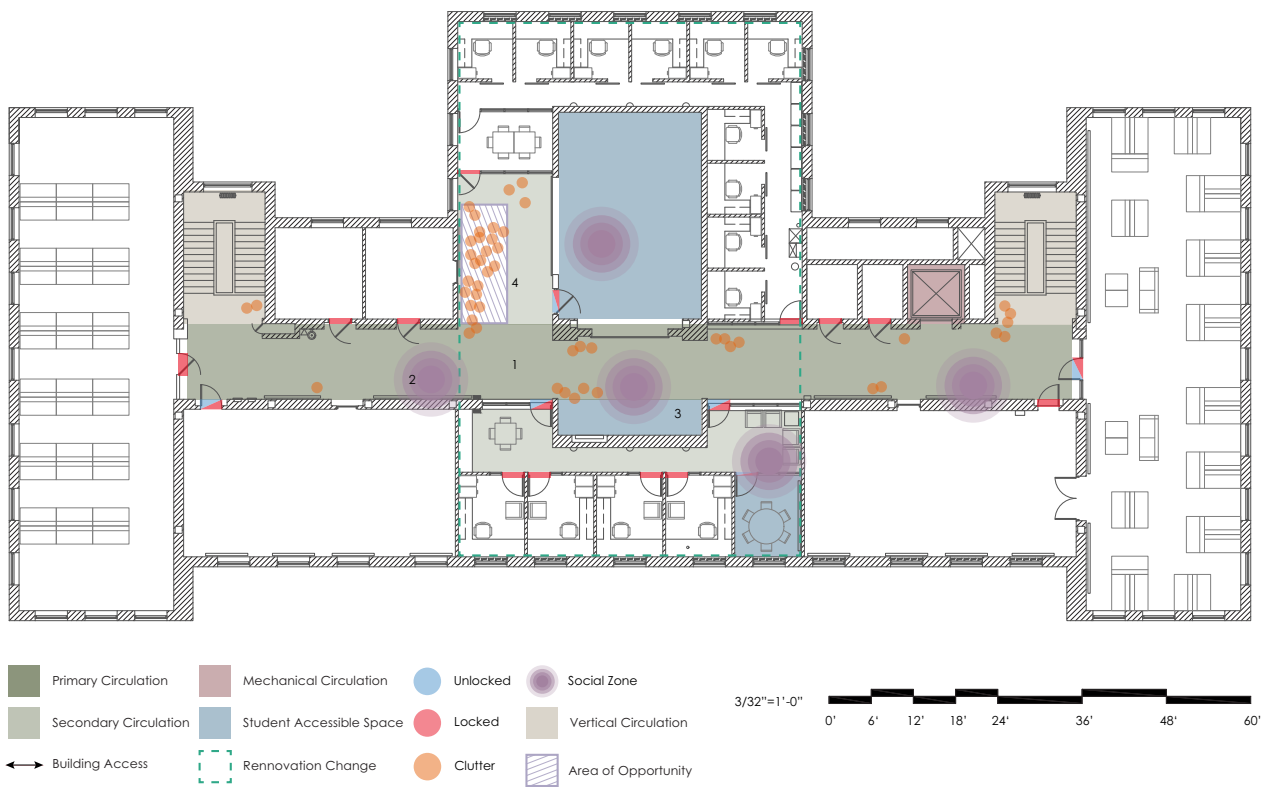 4
1
2
3
Primary Circulation
Mechanical Circulation
Unlocked
Social Zone
Secondary Circulation
Student Accessible Space
Locked
Vertical Circulation
Building Access
Rennovation Change
Clutter
Area of Opportunity
3/32"=1'-0"
0' 6' 12' 18' 24' 36' 48' 60'